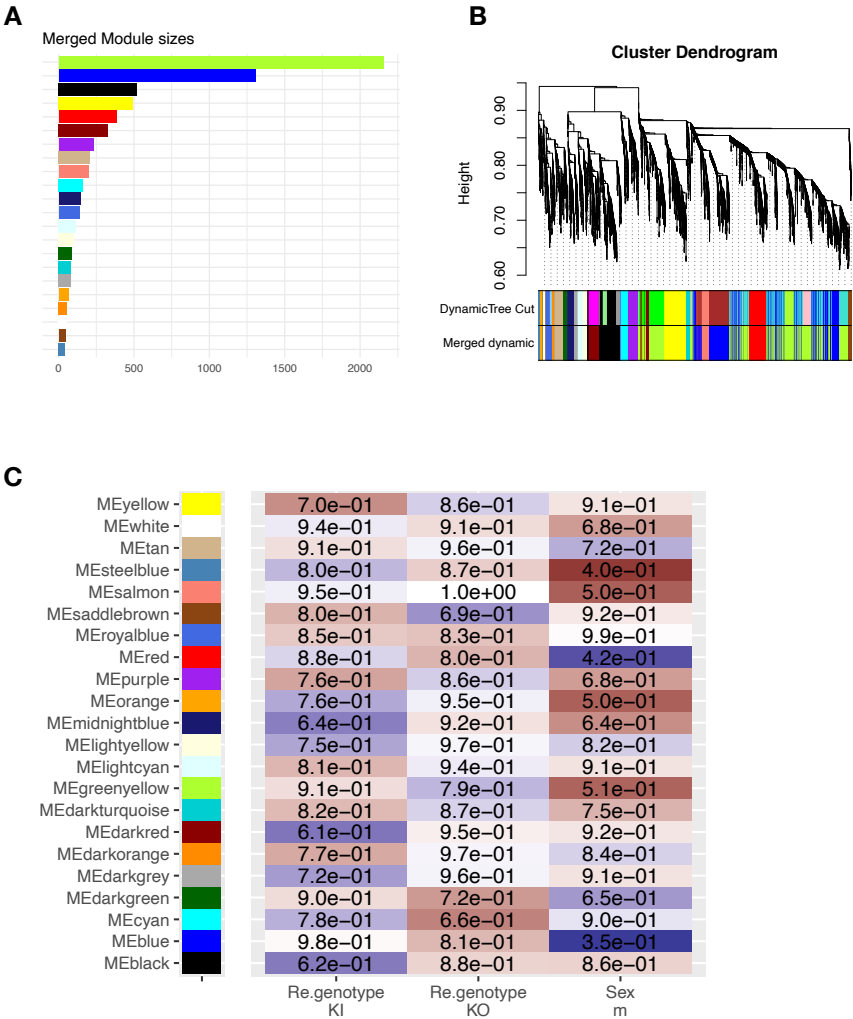 A
Merged Module sizes
0 500 1000 1500 2000
B
Cluster Dendrogram
Height
0.90
0.80
0.70
0.60
DynamicTree Cut
Merged dynamic
C
MEyellow 7.0e−01 8.6e−01 9.1e−01
MEwhite 9.4e−01 9.1e−01 6.8e−01
MEtan 9.1e−01 9.6e−01 7.2e−01
MEsteelblue 8.0e−01 8.7e−01 4.0e−01
MEsalmon 9.5e−01 1.0e+00 5.0e−01
MEsaddlebrown 8.0e−01 6.9e−01 9.2e−01
MEroyalblue 8.5e−01 8.3e−01 9.9e−01
MEred 8.8e−01 8.0e−01 4.2e−01
MEpurple 7.6e−01 8.6e−01 6.8e−01
MEorange 7.6e−01 9.5e−01 5.0e−01
MEmidnightblue 6.4e−01 9.2e−01 6.4e−01
MElightyellow 7.5e−01 9.7e−01 8.2e−01
MElightcyan 8.1e−01 9.4e−01 9.1e−01
MEgreenyellow 9.1e−01 7.9e−01 5.1e−01
MEdarkturquoise 8.2e−01 8.7e−01 7.5e−01
MEdarkred 6.1e−01 9.5e−01 9.2e−01
MEdarkorange 7.7e−01 9.7e−01 8.4e−01
MEdarkgrey 7.2e−01 9.6e−01 9.1e−01
MEdarkgreen 9.0e−01 7.2e−01 6.5e−01
MEcyan 7.8e−01 6.6e−01 9.0e−01
MEblue 9.8e−01 8.1e−01 3.5e−01
MEblack 6.2e−01 8.8e−01 8.6e−01
Re.genotype Re.genotype Sex
KI KO m